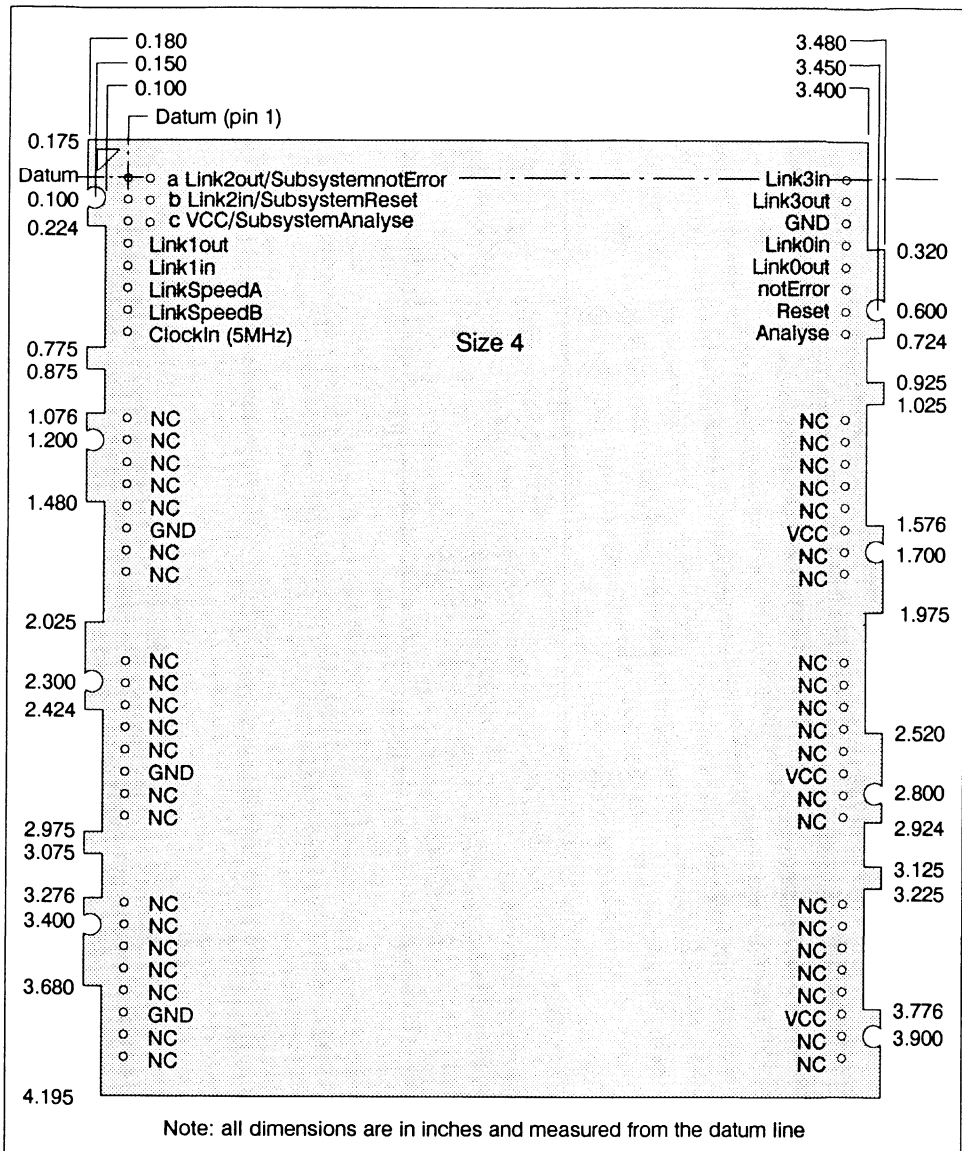 0.180
0.150
0.100
3.480
3.450
3.400
Datum (pin 1)
0.175
Datum
0.100
0.224
a Link2out/SubsystemnotError
b Link2in/SubsystemReset
c VCC/SubsystemAnalyse
Link1out
Link1in
LinkSpeedA
LinkSpeedB
ClockIn (5MHz)
Link3in
Link3out
GND
Link0in
Link0out
notError
Reset
Analyse
0.320
0.600
0.724
Size 4
0.775
0.875
0.925
1.025
1.076
1.200
1.480
NC
NC
NC
NC
NC
GND
NC
NC
NC
NC
NC
NC
NC
VCC
NC
NC
1.576
1.700
1.975
2.025
2.300
2.424
NC
NC
NC
NC
NC
GND
NC
NC
NC
NC
NC
NC
NC
VCC
NC
NC
2.520
2.800
2.924
2.975
3.075
3.125
3.225
3.276
3.400
3.680
NC
NC
NC
NC
NC
GND
NC
NC
NC
NC
NC
NC
NC
VCC
NC
NC
3.776
3.900
4.195
Note: all dimensions are in inches and measured from the datum line